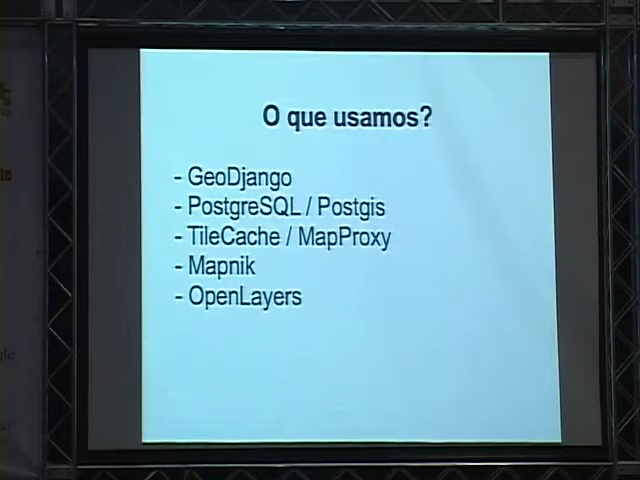 O que usamos?
- GeoDjango
- PostgreSQL / Postgis
- TileCache / MapProxy
- Mapnik
- OpenLayers